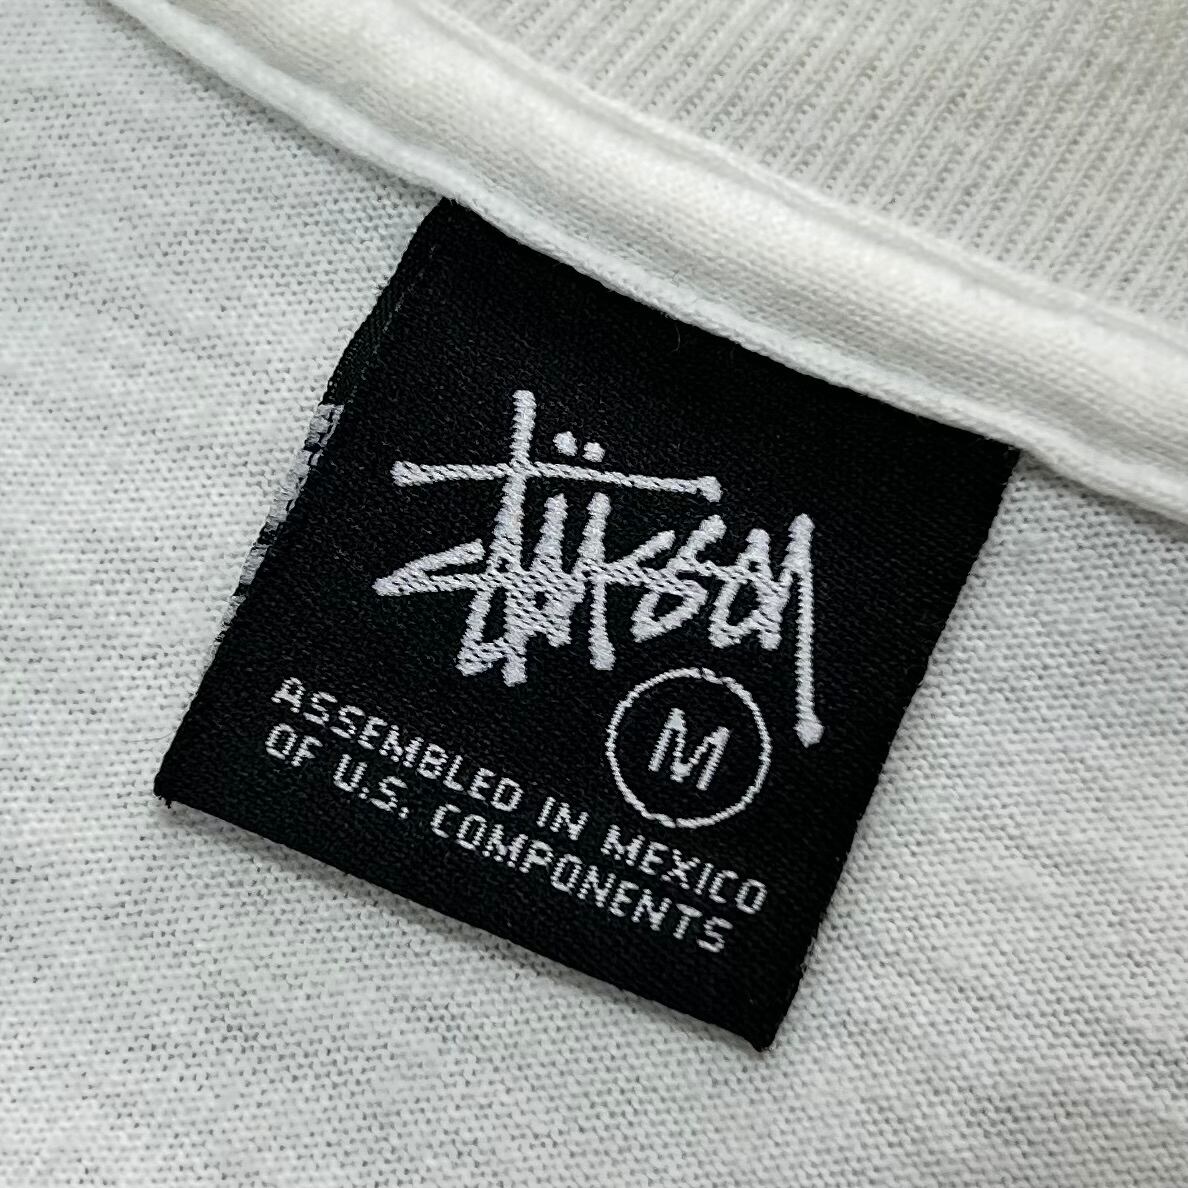 Stüssy
M
ASSEMBLED IN MEXICO
OF U.S. COMPONENTS